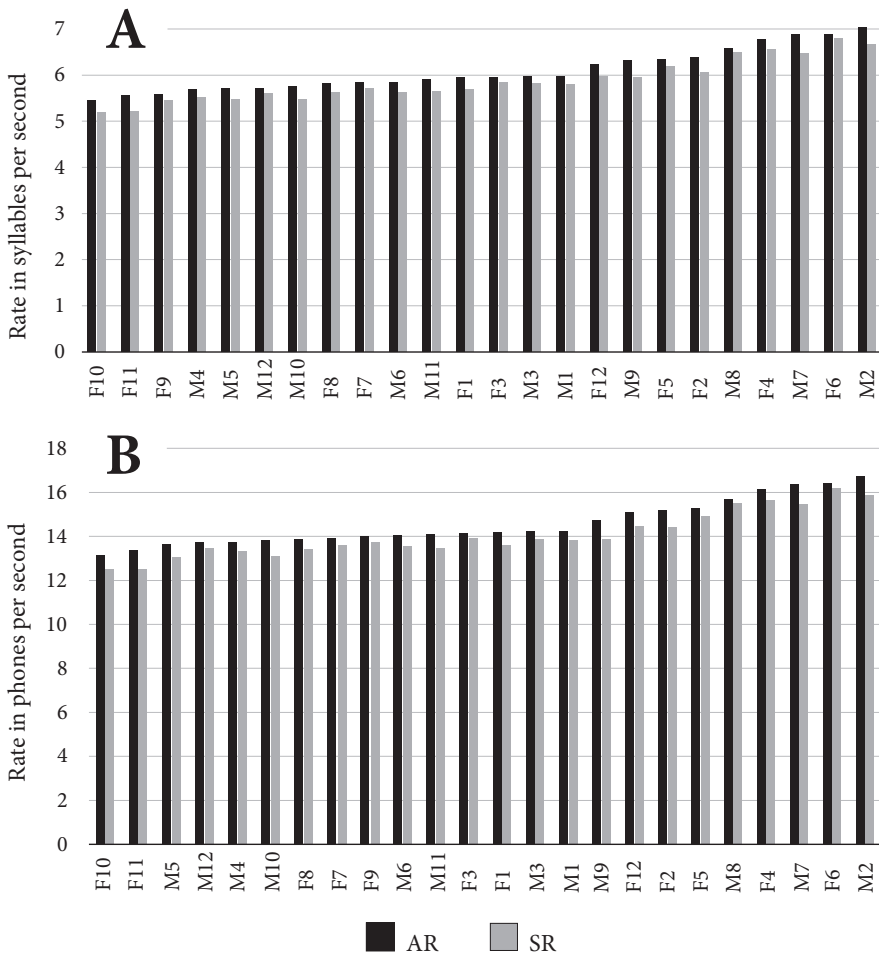 A
Rate in syllables per second
7
6
5
4
3
2
1
0
F10 F11 F9 M4 M5 M12 M10 F8 F7 M6 M11 F1 F3 M3 M1 F12 M9 F5 F2 M8 F4 M7 F6 M2
B
Rate in phones per second
18
16
14
12
10
8
6
4
2
0
F10 F11 M5 M12 M4 M10 F8 F7 F9 M6 M11 F3 F1 M3 M1 M9 F12 F2 F5 M8 F4 M7 F6 M2
AR SR